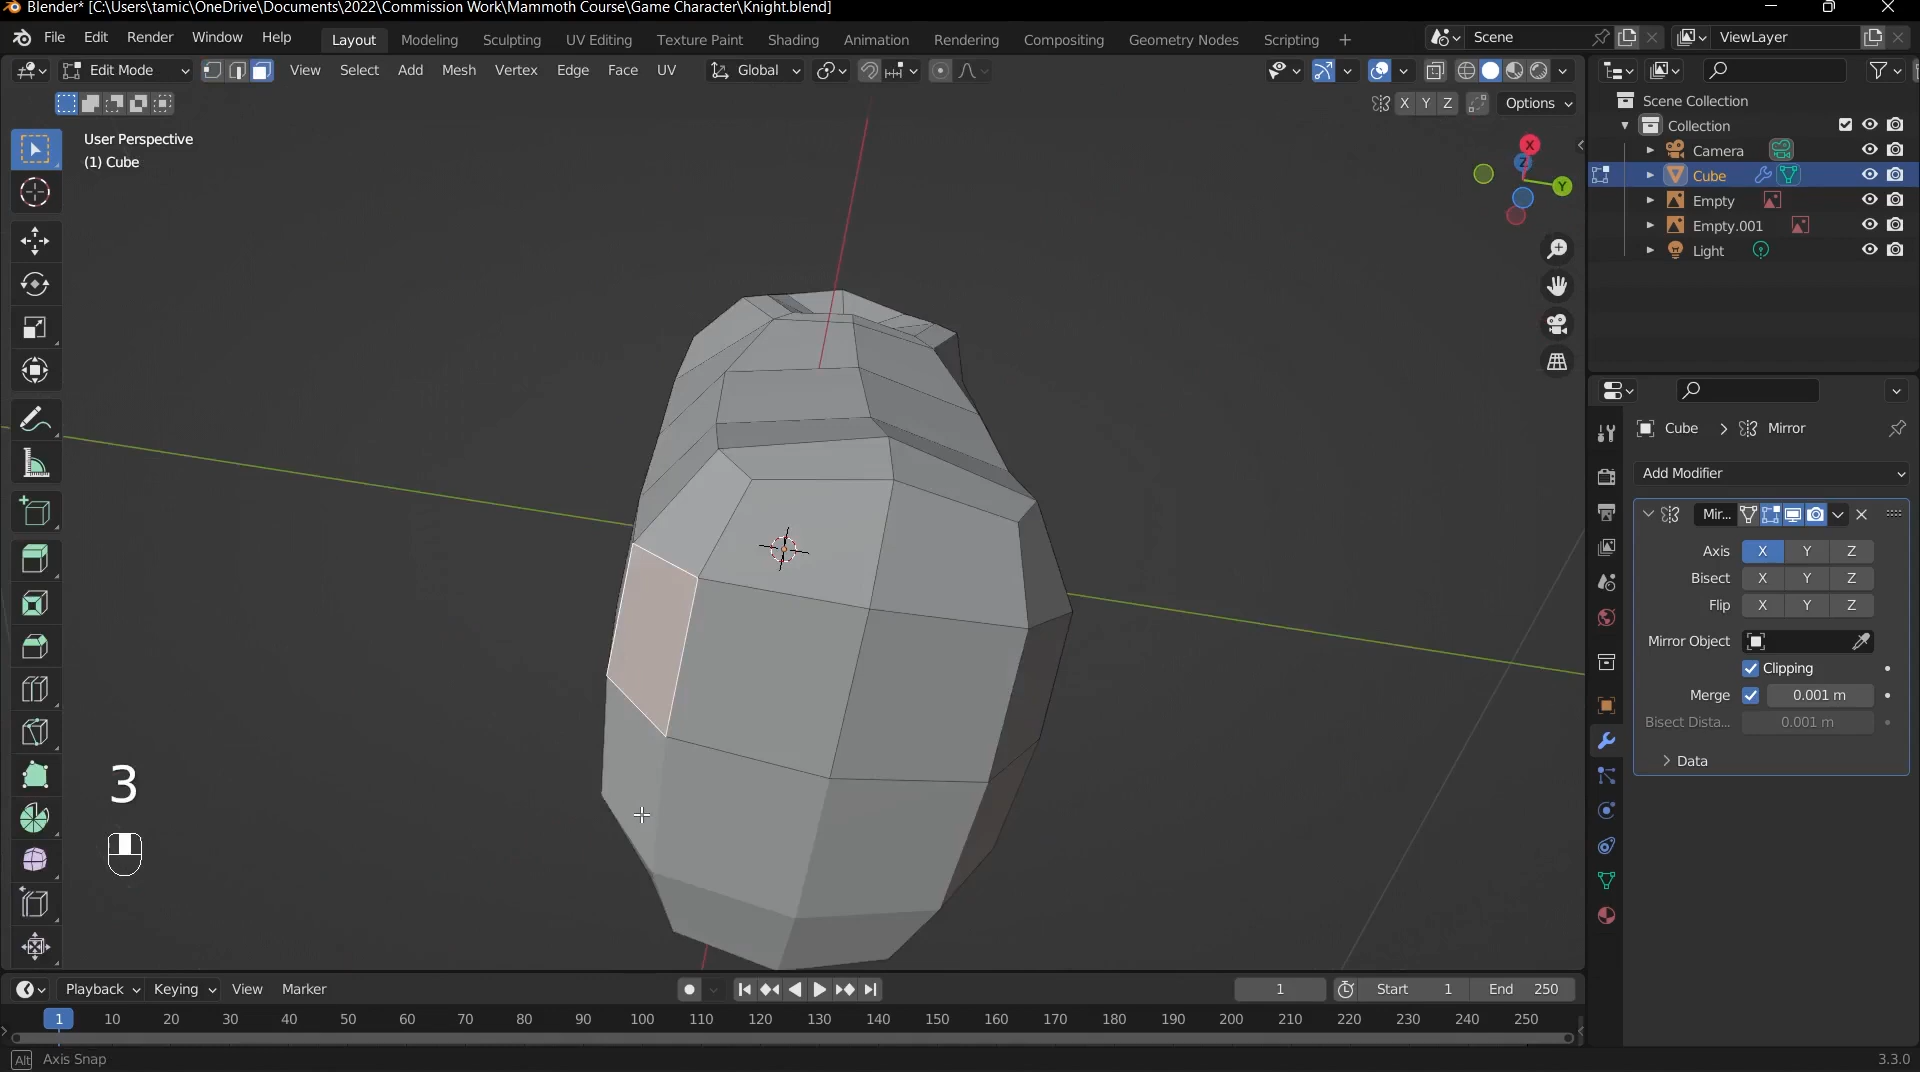 Blender* [C:\Users\tamic\OneDrive\Documents\2022\Commission Work\Mammoth Course\Game Character\Knight.blend]
File Edit Render Window Help Layout Modeling Sculpting UV Editing Texture Paint Shading Animation Rendering Compositing Geometry Nodes Scripting + Scene ViewLayer
Edit Mode View Select Add Mesh Vertex Edge Face UV Global
X Y Z Options
User Perspective
(1) Cube
X
Z
Y
Scene Collection
Collection
Camera
Cube
Empty
Empty.001
Light
Cube > Mirror
Add Modifier
Mir...
Axis X Y Z
Bisect X Y Z
Flip X Y Z
Mirror Object
Clipping
Merge 0.001 m
Bisect Dista... 0.001 m
Data
3
Playback Keying View Marker 1 Start 1 End 250
1 10 20 30 40 50 60 70 80 90 100 110 120 130 140 150 160 170 180 190 200 210 220 230 240 250
Alt Axis Snap 3.3.0